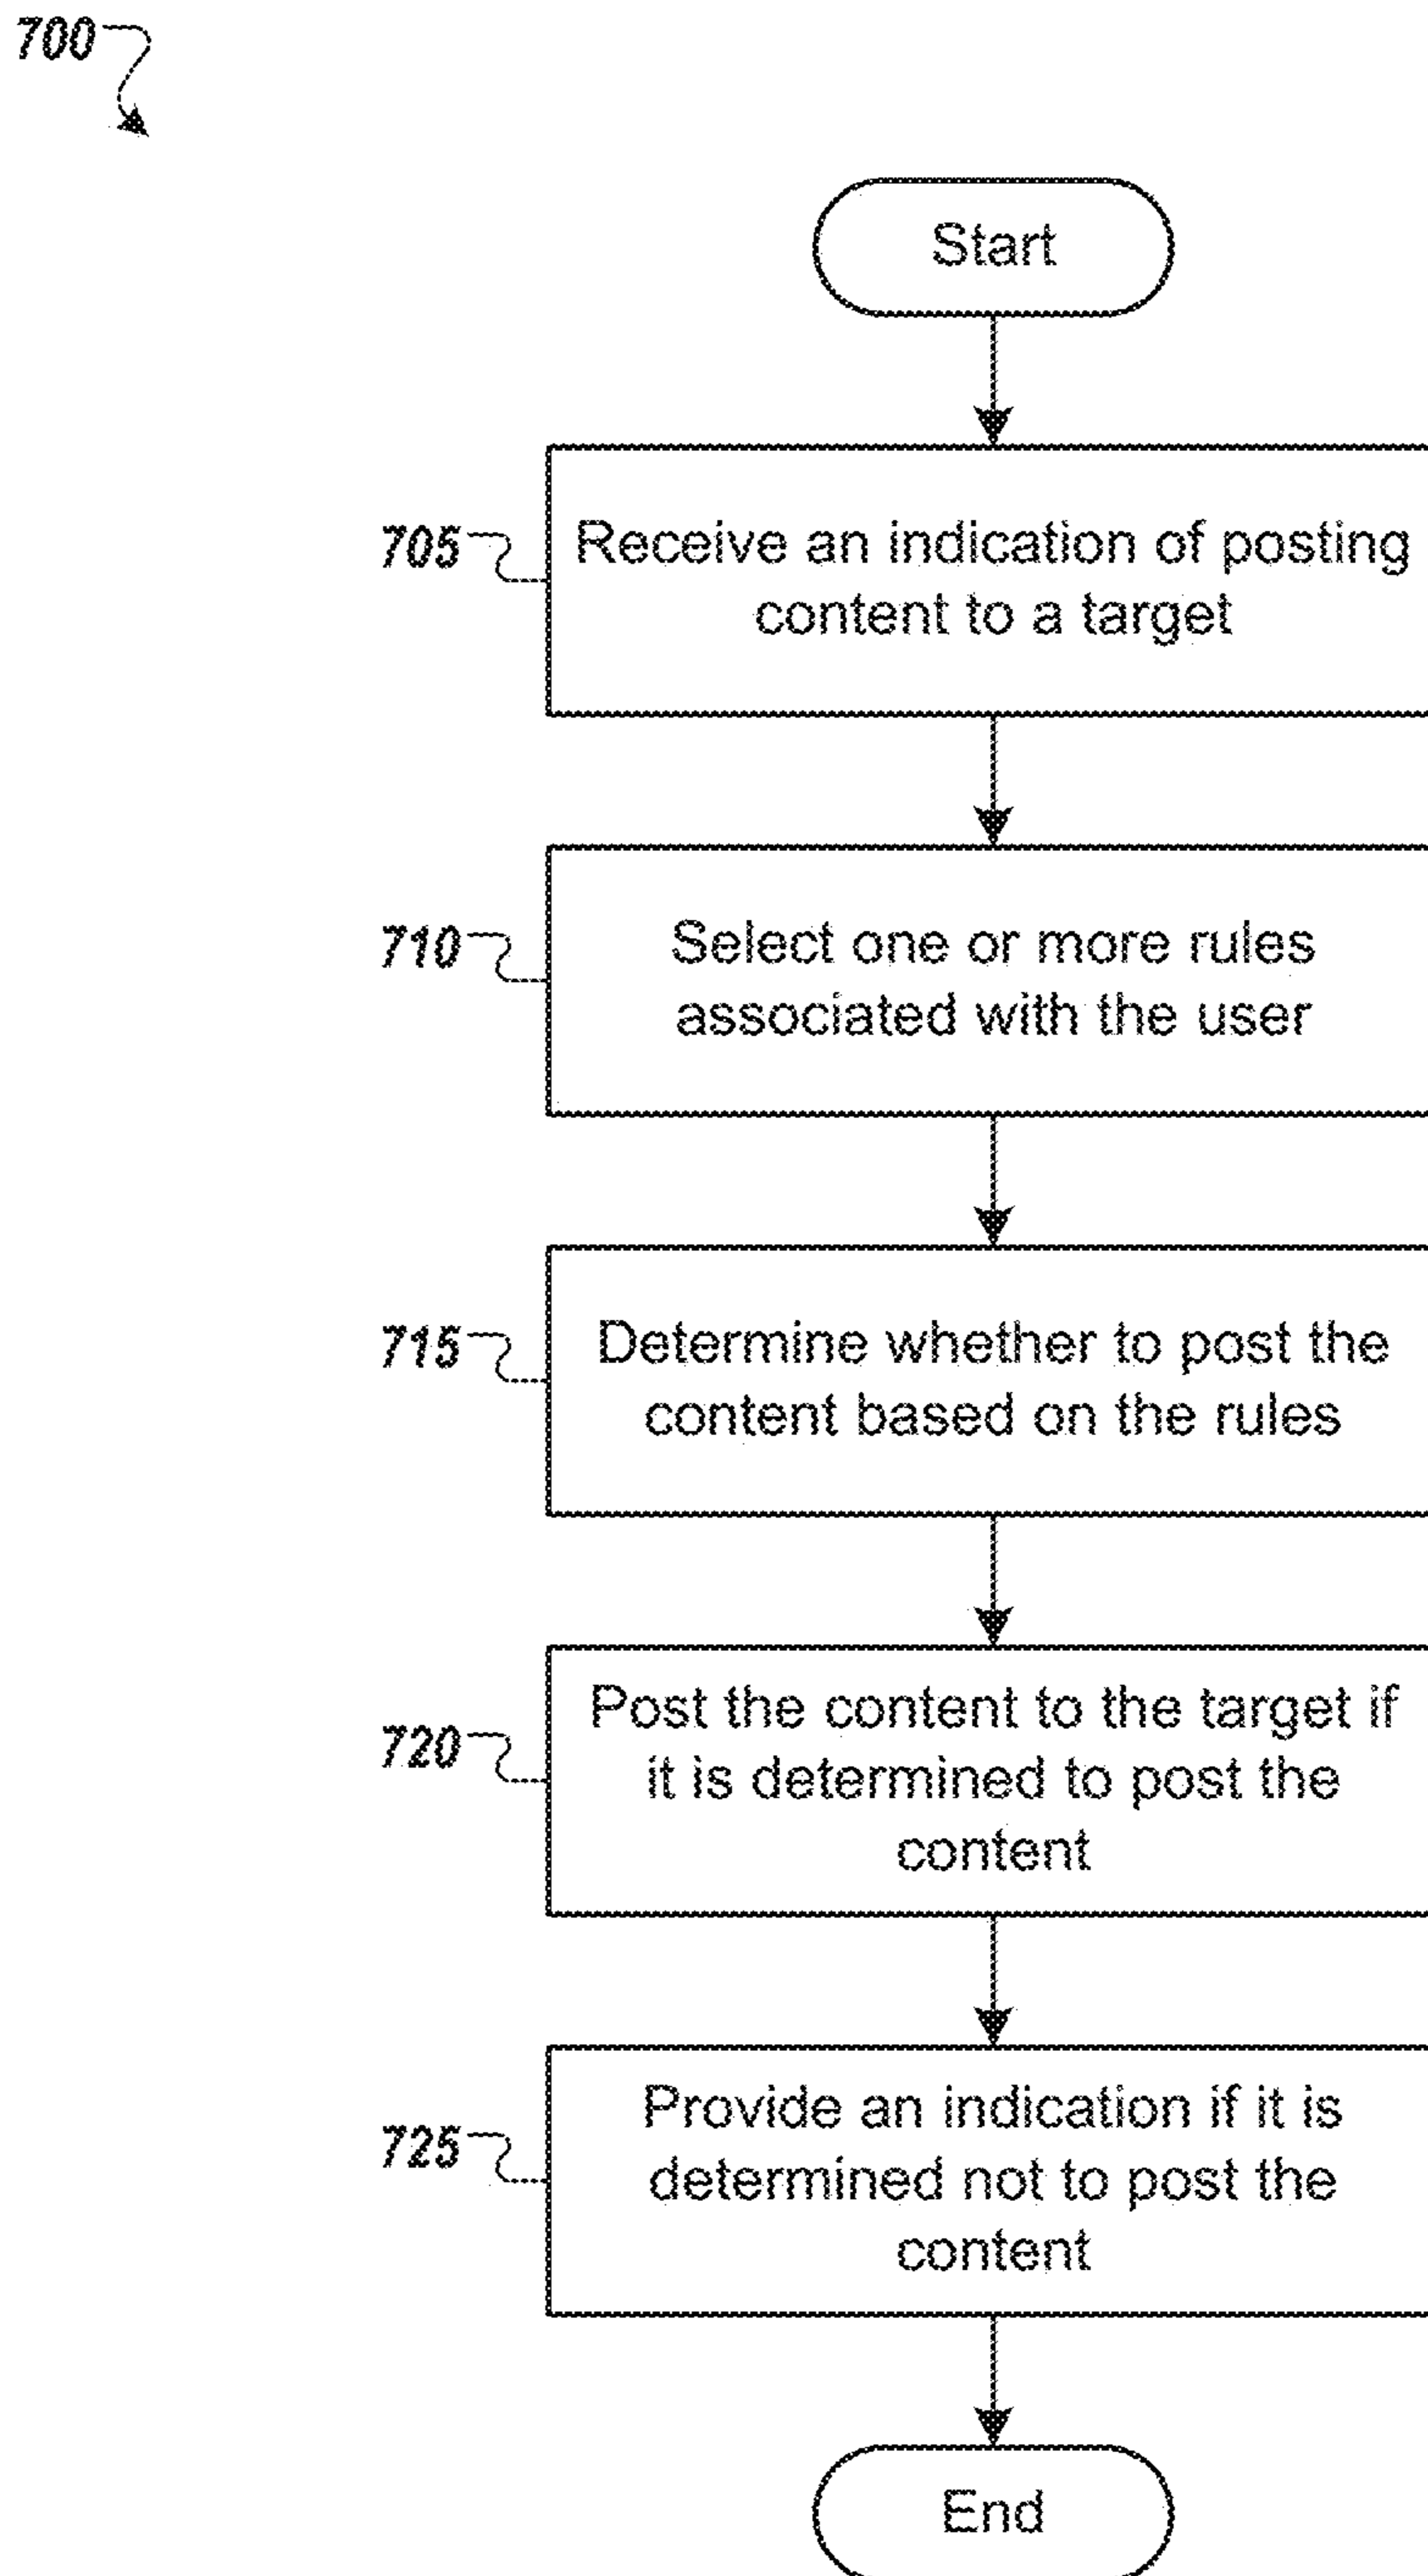 700
Start
705
Receive an indication of posting
content to a target
710
Select one or more rules
associated with the user
715
Determine whether to post the
content based on the rules
720
Post the content to the target if
it is determined to post the
content
725
Provide an indication if it is
determined not to post the
content
End